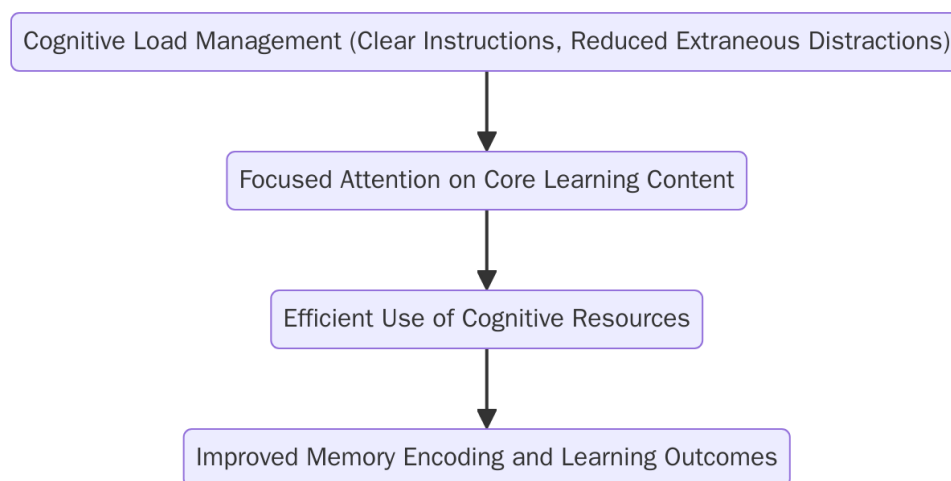 Cognitive Load Management (Clear Instructions, Reduced Extraneous Distractions)
Focused Attention on Core Learning Content
Efficient Use of Cognitive Resources
Improved Memory Encoding and Learning Outcomes